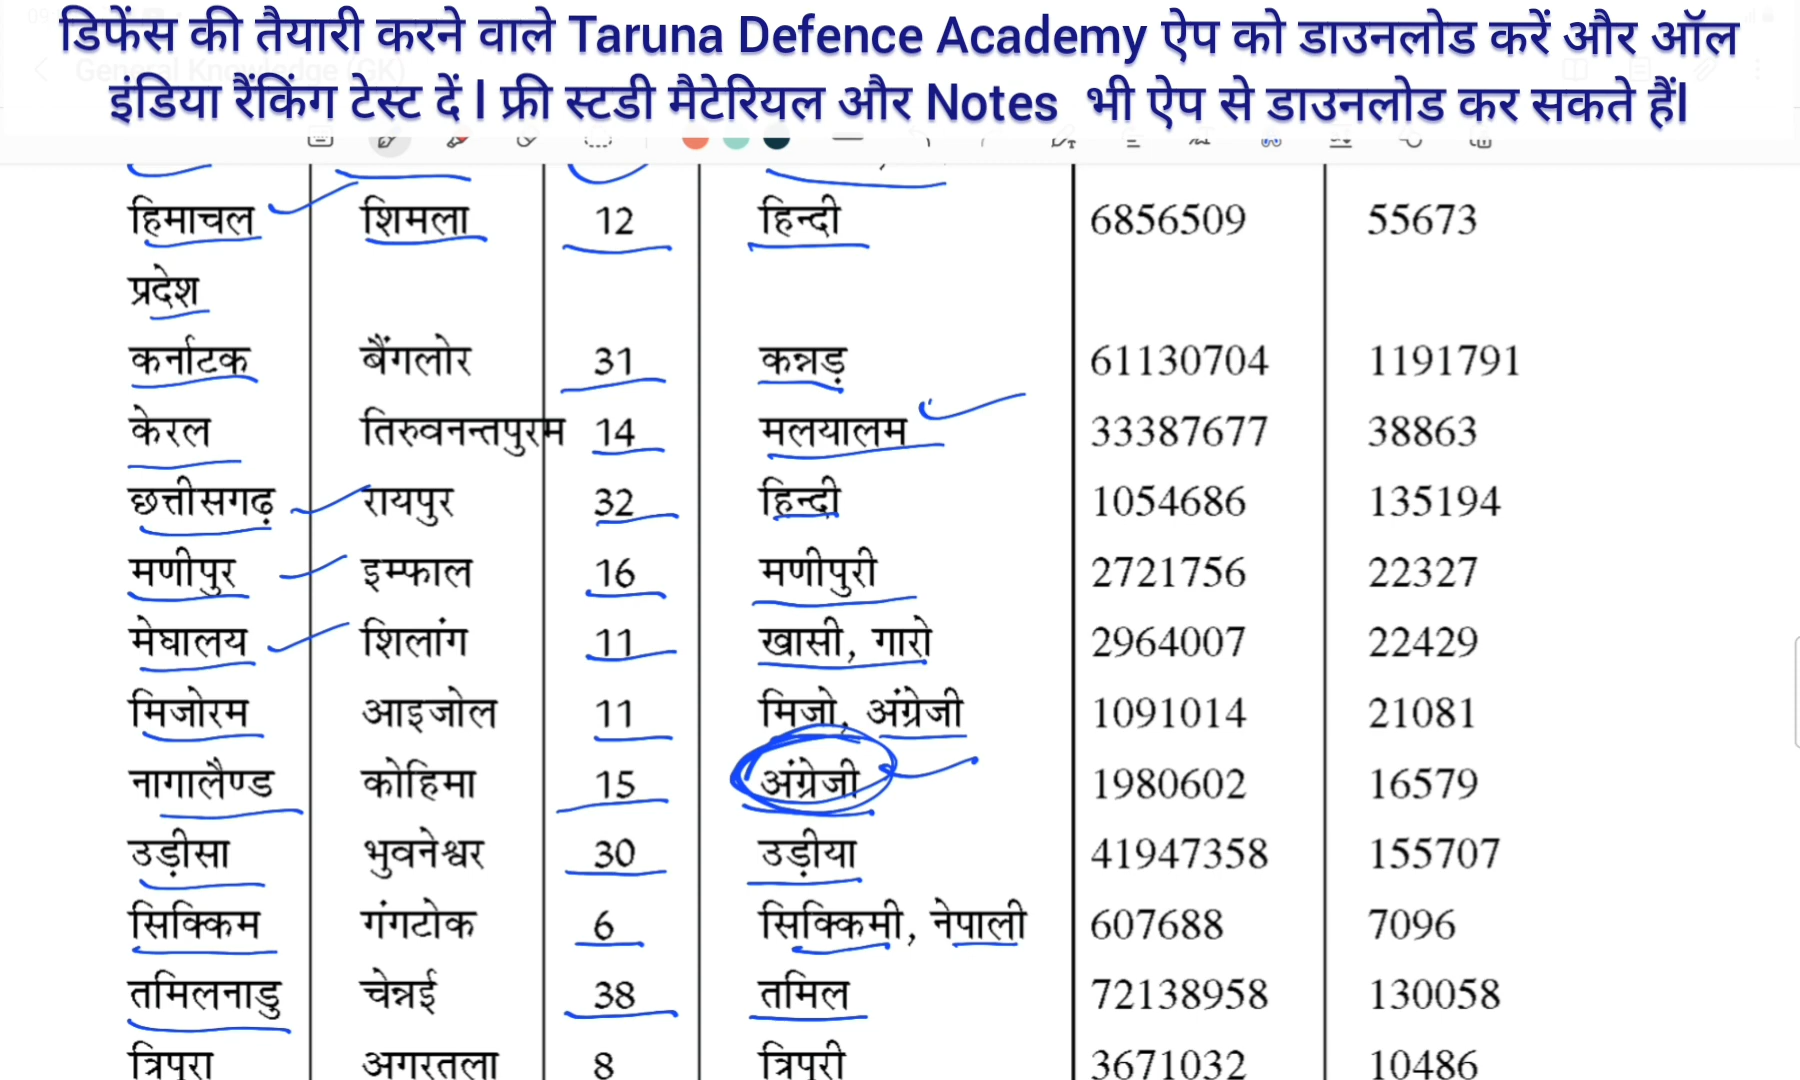 डिफेंस की तैयारी करने वाले Taruna Defence Academy ऐप को डाउनलोड करें और ऑल
General Knowledge (GK)
इंडिया रैंकिंग टेस्ट दें l फ्री स्टडी मैटेरियल और Notes भी ऐप से डाउनलोड कर सकते हैंl
हिमाचल शिमला 12 हिन्दी 6856509 55673
प्रदेश
कर्नाटक बैंगलोर 31 कन्नड़ 61130704 1191791
केरल तिरुवनन्तपुरम 14 मलयालम 33387677 38863
छत्तीसगढ़ रायपुर 32 हिन्दी 1054686 135194
मणीपुर इम्फाल 16 मणीपुरी 2721756 22327
मेघालय शिलांग 11 खासी, गारो 2964007 22429
मिजोरम आइजोल 11 मिजो, अंग्रेजी 1091014 21081
नागालैण्ड कोहिमा 15 अंग्रेजी 1980602 16579
उड़ीसा भुवनेश्वर 30 उड़ीया 41947358 155707
सिक्किम गंगटोक 6 सिक्किमी, नेपाली 607688 7096
तमिलनाडु चेन्नई 38 तमिल 72138958 130058
त्रिपुरा अगरतला 8 त्रिपुरी 3671032 10486